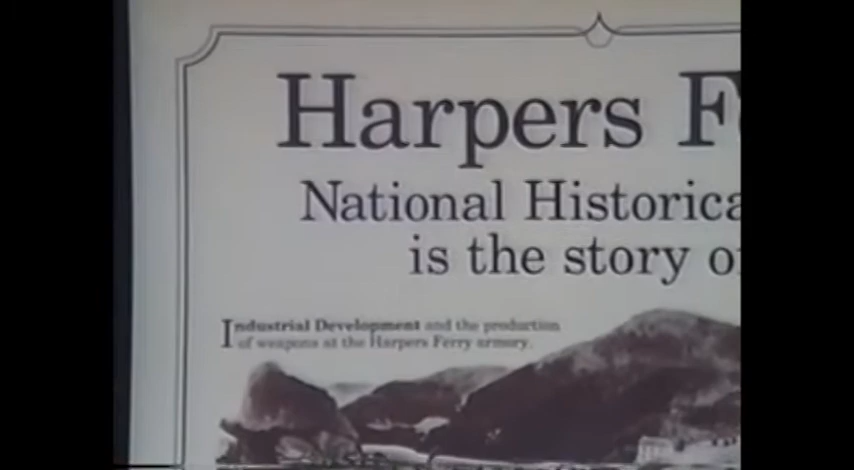 Harpers F
National Historica
is the story o
Industrial Development and the production
of weapons at the Harpers Ferry armory.